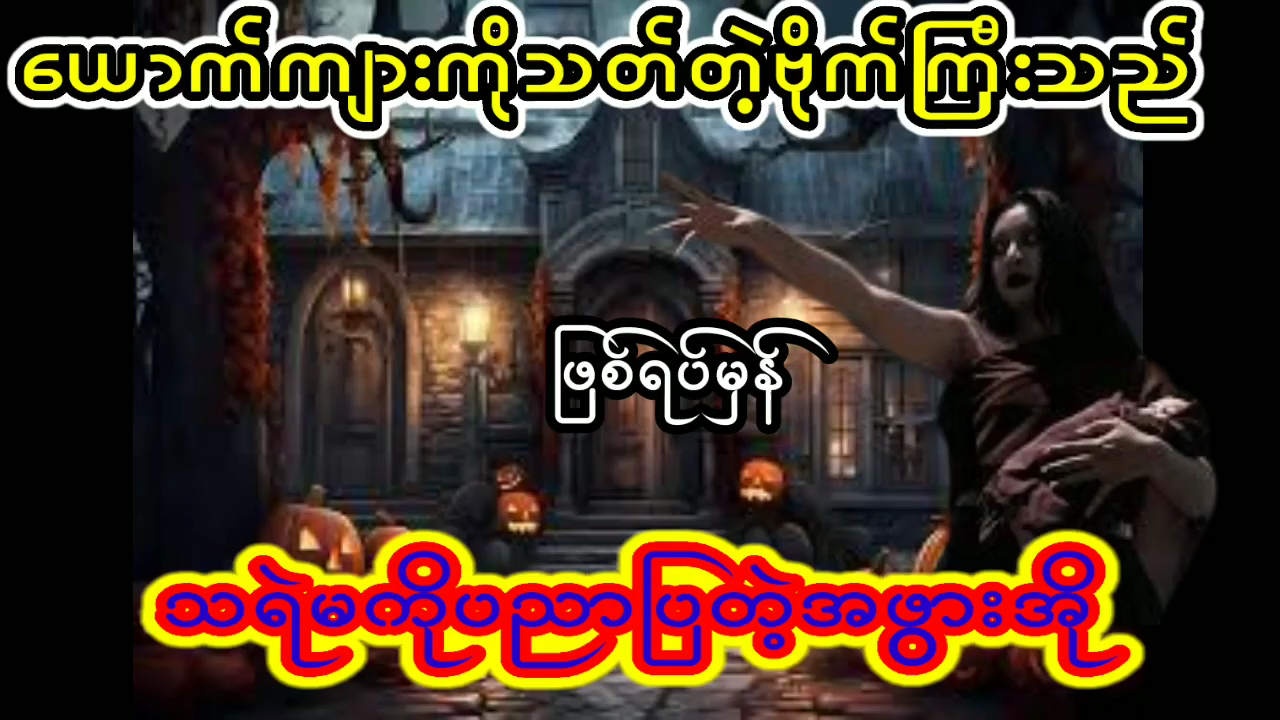 ယောက်ကျားကိုသတ်တဲ့ဗိုက်ကြီးသည်
ဖြစ်ရပ်မှန်
သရဲမကိုပညာပြတဲ့အဖွားအို